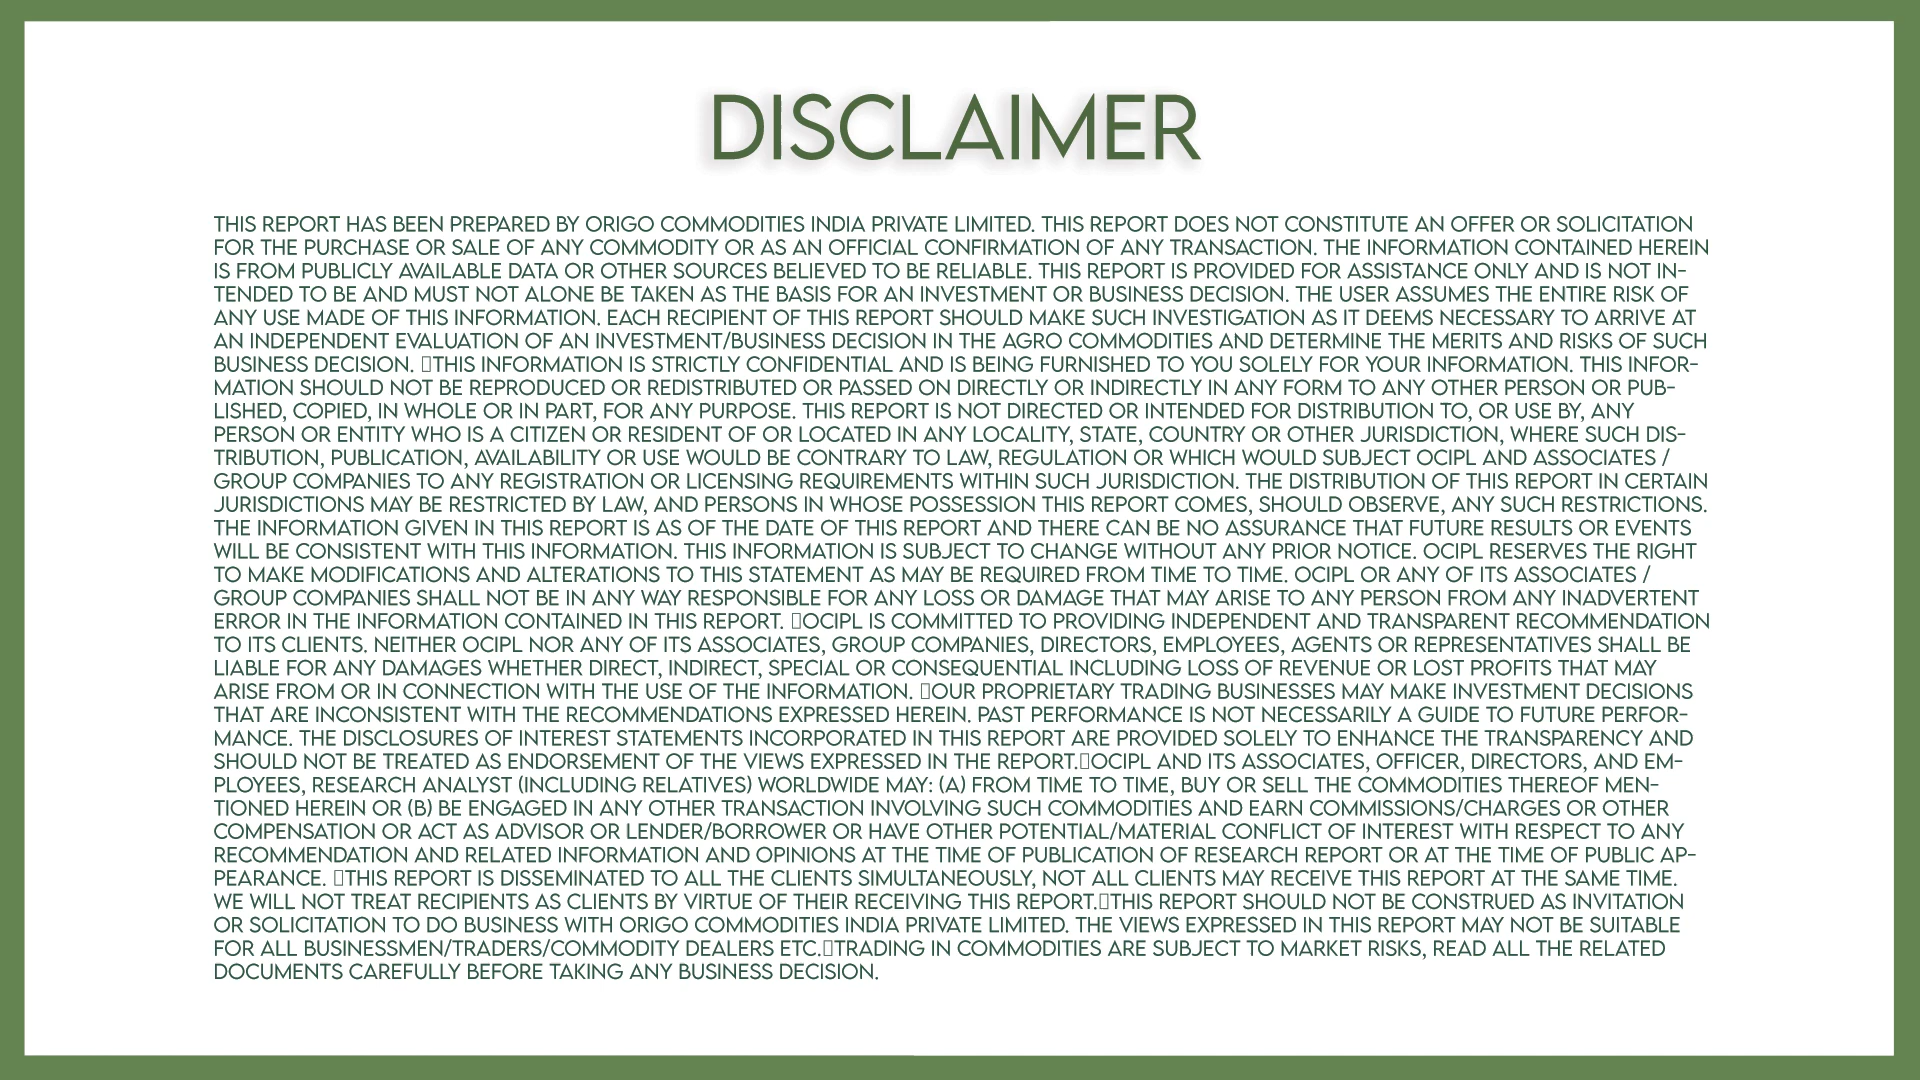 DISCLAIMER
THIS REPORT HAS BEEN PREPARED BY ORIGO COMMODITIES INDIA PRIVATE LIMITED. THIS REPORT DOES NOT CONSTITUTE AN OFFER OR SOLICITATION
FOR THE PURCHASE OR SALE OF ANY COMMODITY OR AS AN OFFICIAL CONFIRMATION OF ANY TRANSACTION. THE INFORMATION CONTAINED HEREIN
IS FROM PUBLICLY AVAILABLE DATA OR OTHER SOURCES BELIEVED TO BE RELIABLE. THIS REPORT IS PROVIDED FOR ASSISTANCE ONLY AND IS NOT IN-
TENDED TO BE AND MUST NOT ALONE BE TAKEN AS THE BASIS FOR AN INVESTMENT OR BUSINESS DECISION. THE USER ASSUMES THE ENTIRE RISK OF
ANY USE MADE OF THIS INFORMATION. EACH RECIPIENT OF THIS REPORT SHOULD MAKE SUCH INVESTIGATION AS IT DEEMS NECESSARY TO ARRIVE AT
AN INDEPENDENT EVALUATION OF AN INVESTMENT/BUSINESS DECISION IN THE AGRO COMMODITIES AND DETERMINE THE MERITS AND RISKS OF SUCH
BUSINESS DECISION. ▯THIS INFORMATION IS STRICTLY CONFIDENTIAL AND IS BEING FURNISHED TO YOU SOLELY FOR YOUR INFORMATION. THIS INFOR-
MATION SHOULD NOT BE REPRODUCED OR REDISTRIBUTED OR PASSED ON DIRECTLY OR INDIRECTLY IN ANY FORM TO ANY OTHER PERSON OR PUB-
LISHED, COPIED, IN WHOLE OR IN PART, FOR ANY PURPOSE. THIS REPORT IS NOT DIRECTED OR INTENDED FOR DISTRIBUTION TO, OR USE BY, ANY
PERSON OR ENTITY WHO IS A CITIZEN OR RESIDENT OF OR LOCATED IN ANY LOCALITY, STATE, COUNTRY OR OTHER JURISDICTION, WHERE SUCH DIS-
TRIBUTION, PUBLICATION, AVAILABILITY OR USE WOULD BE CONTRARY TO LAW, REGULATION OR WHICH WOULD SUBJECT OCIPL AND ASSOCIATES /
GROUP COMPANIES TO ANY REGISTRATION OR LICENSING REQUIREMENTS WITHIN SUCH JURISDICTION. THE DISTRIBUTION OF THIS REPORT IN CERTAIN
JURISDICTIONS MAY BE RESTRICTED BY LAW, AND PERSONS IN WHOSE POSSESSION THIS REPORT COMES, SHOULD OBSERVE, ANY SUCH RESTRICTIONS.
THE INFORMATION GIVEN IN THIS REPORT IS AS OF THE DATE OF THIS REPORT AND THERE CAN BE NO ASSURANCE THAT FUTURE RESULTS OR EVENTS
WILL BE CONSISTENT WITH THIS INFORMATION. THIS INFORMATION IS SUBJECT TO CHANGE WITHOUT ANY PRIOR NOTICE. OCIPL RESERVES THE RIGHT
TO MAKE MODIFICATIONS AND ALTERATIONS TO THIS STATEMENT AS MAY BE REQUIRED FROM TIME TO TIME. OCIPL OR ANY OF ITS ASSOCIATES /
GROUP COMPANIES SHALL NOT BE IN ANY WAY RESPONSIBLE FOR ANY LOSS OR DAMAGE THAT MAY ARISE TO ANY PERSON FROM ANY INADVERTENT
ERROR IN THE INFORMATION CONTAINED IN THIS REPORT. ▯OCIPL IS COMMITTED TO PROVIDING INDEPENDENT AND TRANSPARENT RECOMMENDATION
TO ITS CLIENTS. NEITHER OCIPL NOR ANY OF ITS ASSOCIATES, GROUP COMPANIES, DIRECTORS, EMPLOYEES, AGENTS OR REPRESENTATIVES SHALL BE
LIABLE FOR ANY DAMAGES WHETHER DIRECT, INDIRECT, SPECIAL OR CONSEQUENTIAL INCLUDING LOSS OF REVENUE OR LOST PROFITS THAT MAY
ARISE FROM OR IN CONNECTION WITH THE USE OF THE INFORMATION. ▯OUR PROPRIETARY TRADING BUSINESSES MAY MAKE INVESTMENT DECISIONS
THAT ARE INCONSISTENT WITH THE RECOMMENDATIONS EXPRESSED HEREIN. PAST PERFORMANCE IS NOT NECESSARILY A GUIDE TO FUTURE PERFOR-
MANCE. THE DISCLOSURES OF INTEREST STATEMENTS INCORPORATED IN THIS REPORT ARE PROVIDED SOLELY TO ENHANCE THE TRANSPARENCY AND
SHOULD NOT BE TREATED AS ENDORSEMENT OF THE VIEWS EXPRESSED IN THE REPORT.▯OCIPL AND ITS ASSOCIATES, OFFICER, DIRECTORS, AND EM-
PLOYEES, RESEARCH ANALYST (INCLUDING RELATIVES) WORLDWIDE MAY: (A) FROM TIME TO TIME, BUY OR SELL THE COMMODITIES THEREOF MEN-
TIONED HEREIN OR (B) BE ENGAGED IN ANY OTHER TRANSACTION INVOLVING SUCH COMMODITIES AND EARN COMMISSIONS/CHARGES OR OTHER
COMPENSATION OR ACT AS ADVISOR OR LENDER/BORROWER OR HAVE OTHER POTENTIAL/MATERIAL CONFLICT OF INTEREST WITH RESPECT TO ANY
RECOMMENDATION AND RELATED INFORMATION AND OPINIONS AT THE TIME OF PUBLICATION OF RESEARCH REPORT OR AT THE TIME OF PUBLIC AP-
PEARANCE. ▯THIS REPORT IS DISSEMINATED TO ALL THE CLIENTS SIMULTANEOUSLY, NOT ALL CLIENTS MAY RECEIVE THIS REPORT AT THE SAME TIME.
WE WILL NOT TREAT RECIPIENTS AS CLIENTS BY VIRTUE OF THEIR RECEIVING THIS REPORT.▯THIS REPORT SHOULD NOT BE CONSTRUED AS INVITATION
OR SOLICITATION TO DO BUSINESS WITH ORIGO COMMODITIES INDIA PRIVATE LIMITED. THE VIEWS EXPRESSED IN THIS REPORT MAY NOT BE SUITABLE
FOR ALL BUSINESSMEN/TRADERS/COMMODITY DEALERS ETC.▯TRADING IN COMMODITIES ARE SUBJECT TO MARKET RISKS, READ ALL THE RELATED
DOCUMENTS CAREFULLY BEFORE TAKING ANY BUSINESS DECISION.